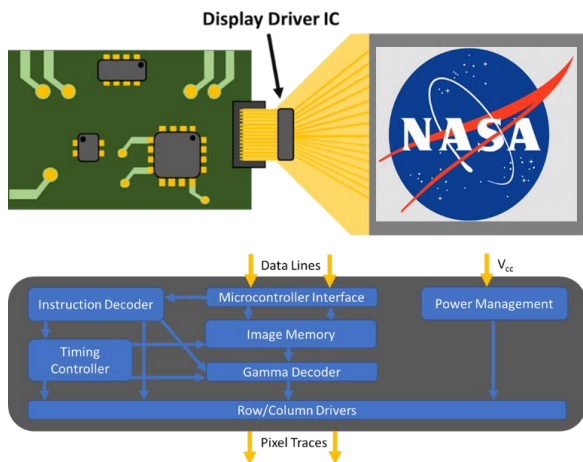 Display Driver IC
NASA
Data Lines
Vcc
Instruction Decoder
Microcontroller Interface
Power Management
Image Memory
Timing
Controller
Gamma Decoder
Row/Column Drivers
Pixel Traces